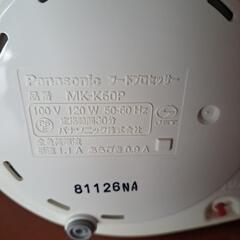 Panasonic フードプロセッサー
品番 MK-K60P
100V 120W 50-60Hz
定格時間30分
パナソニック株式会社
81126NA